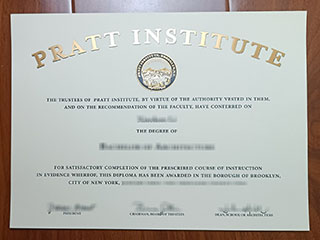 PRATT INSTITUTE
THE TRUSTEES OF PRATT INSTITUTE, BY VIRTUE OF THE AUTHORITY VESTED IN THEM,
AND ON THE RECOMMENDATION OF THE FACULTY, HAVE CONFERRED ON
THE DEGREE OF
FOR SATISFACTORY COMPLETION OF THE PRESCRIBED COURSE OF INSTRUCTION
IN EVIDENCE WHEREOF, THIS DIPLOMA HAS BEEN AWARDED IN THE BOROUGH OF BROOKLYN,
CITY OF NEW YORK,
PRESIDENT
CHAIRMAN, BOARD OF TRUSTEES
DEAN, SCHOOL OF ARCHITECTURE